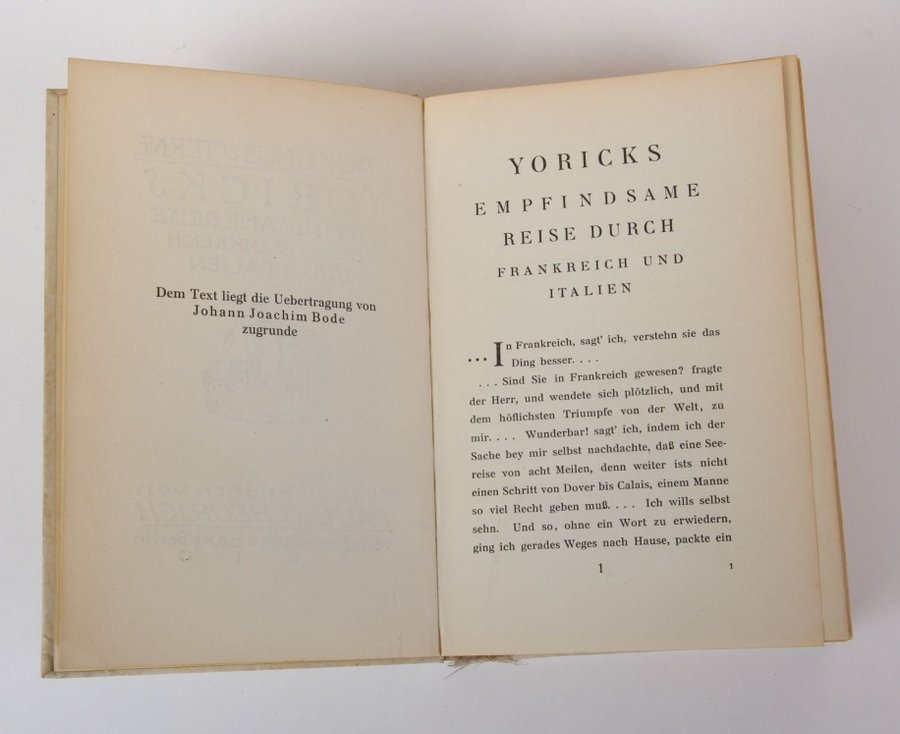 Dem Text liegt die Uebertragung von
Johann Joachim Bode
zugrunde
YORICKS
EMPFINDSAME
REISE DURCH
FRANKREICH UND
ITALIEN
...In Frankreich, sagt' ich, verstehn sie das
Ding besser. . . .
. . . Sind Sie in Frankreich gewesen? fragte
der Herr, und wendete sich plötzlich, und mit
dem höflichsten Triumpfe von der Welt, zu
mir. . . . Wunderbar! sagt' ich, indem ich der
Sache bey mir selbst nachdachte, daß eine See-
reise von acht Meilen, denn weiter ists nicht
einen Schritt von Dover bis Calais, einem Manne
so viel Recht geben muß. . . . Ich wills selbst
sehn. Und so, ohne ein Wort zu erwiedern,
ging ich gerades Weges nach Hause, packte ein
1 1